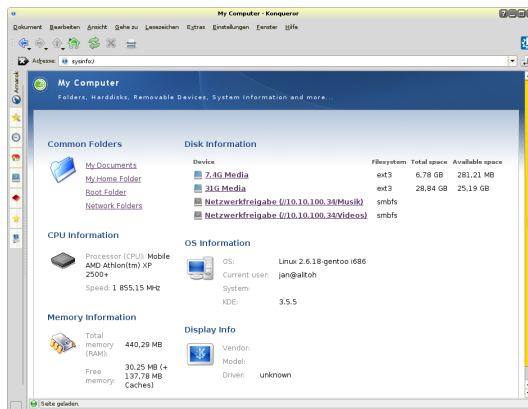 My Computer - Konqueror
Dokument Bearbeiten Ansicht Gehe zu Lesezeichen Extras Einstellungen Fenster Hilfe
Adresse: sysinfo:/
Amarok
My Computer
Folders, Harddisks, Removable Devices, System Information and more...
Common Folders
My Documents
My Home Folder
Root Folder
Network Folders
Disk Information
Device Filesystem Total space Available space
7,4G Media ext3 6,78 GB 281,21 MB
31G Media ext3 28,84 GB 25,19 GB
Netzwerkfreigabe (//10.10.100.34/Musik) smbfs
Netzwerkfreigabe (//10.10.100.34/Videos) smbfs
CPU Information
Processor (CPU): Mobile
AMD Athlon(tm) XP
2500+
Speed: 1 855,15 MHz
OS Information
OS: Linux 2.6.18-gentoo i686
Current user: jan@alitoh
System:
KDE: 3.5.5
Memory Information
Total
memory 440,29 MB
(RAM):
Free 30,25 MB (+
memory: 137,78 MB
Caches)
Display Info
Vendor:
Model:
Driver: unknown
Seite geladen.